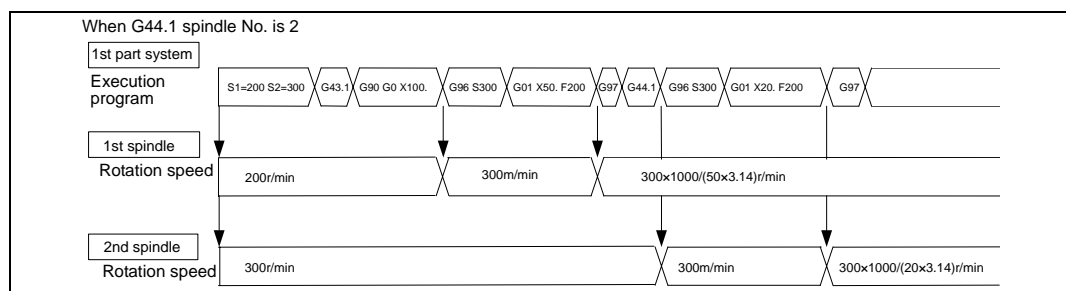 When G44.1 spindle No. is 2
1st part system
Execution program
S1=200 S2=300 G43.1 G90 G0 X100. G96 S300 G01 X50. F200 G97 G44.1 G96 S300 G01 X20. F200 G97
1st spindle
Rotation speed
200r/min 300m/min 300×1000/(50×3.14)r/min
2nd spindle
Rotation speed
300r/min 300m/min 300×1000/(20×3.14)r/min